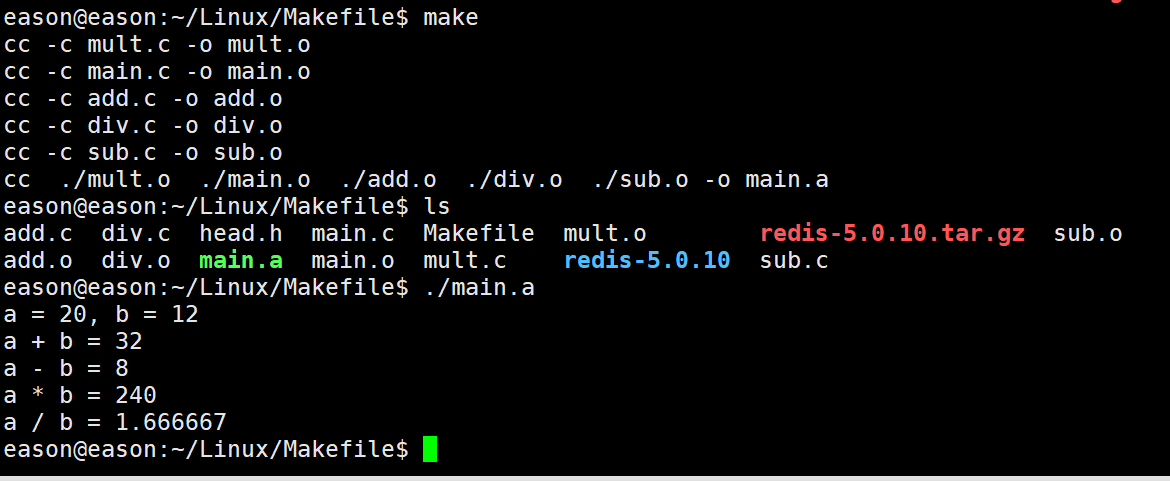 eason@eason:~/Linux/Makefile$ make
cc -c mult.c -o mult.o
cc -c main.c -o main.o
cc -c add.c -o add.o
cc -c div.c -o div.o
cc -c sub.c -o sub.o
cc  ./mult.o  ./main.o  ./add.o  ./div.o  ./sub.o -o main.a
eason@eason:~/Linux/Makefile$ ls
add.c  div.c  head.h  main.c  Makefile  mult.o        redis-5.0.10.tar.gz  sub.o
add.o  div.o  main.a  main.o  mult.c    redis-5.0.10  sub.c
eason@eason:~/Linux/Makefile$ ./main.a
a = 20, b = 12
a + b = 32
a - b = 8
a * b = 240
a / b = 1.666667
eason@eason:~/Linux/Makefile$